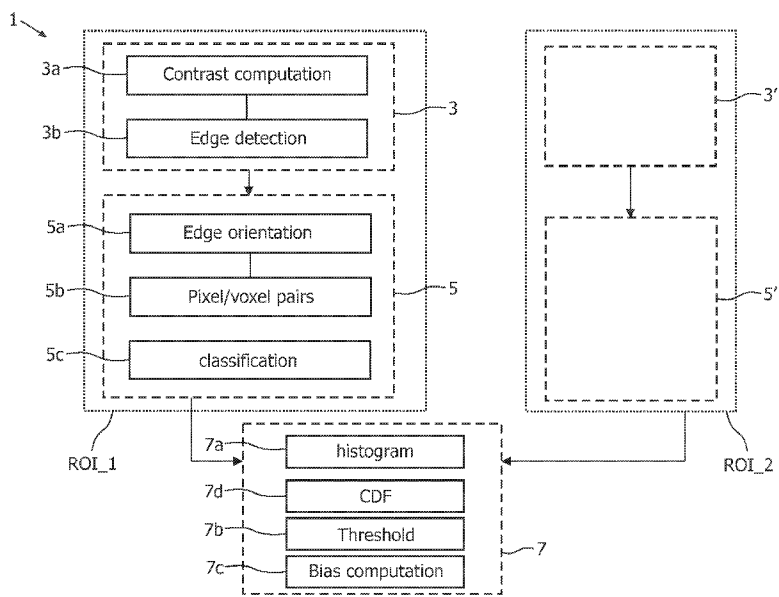 1
3a
Contrast computation
3
3b
Edge detection
3'
5a
Edge orientation
5b
Pixel/voxel pairs
5
5'
5c
classification
ROI_1
ROI_2
7a
histogram
7d
CDF
7b
Threshold
7
7c
Bias computation